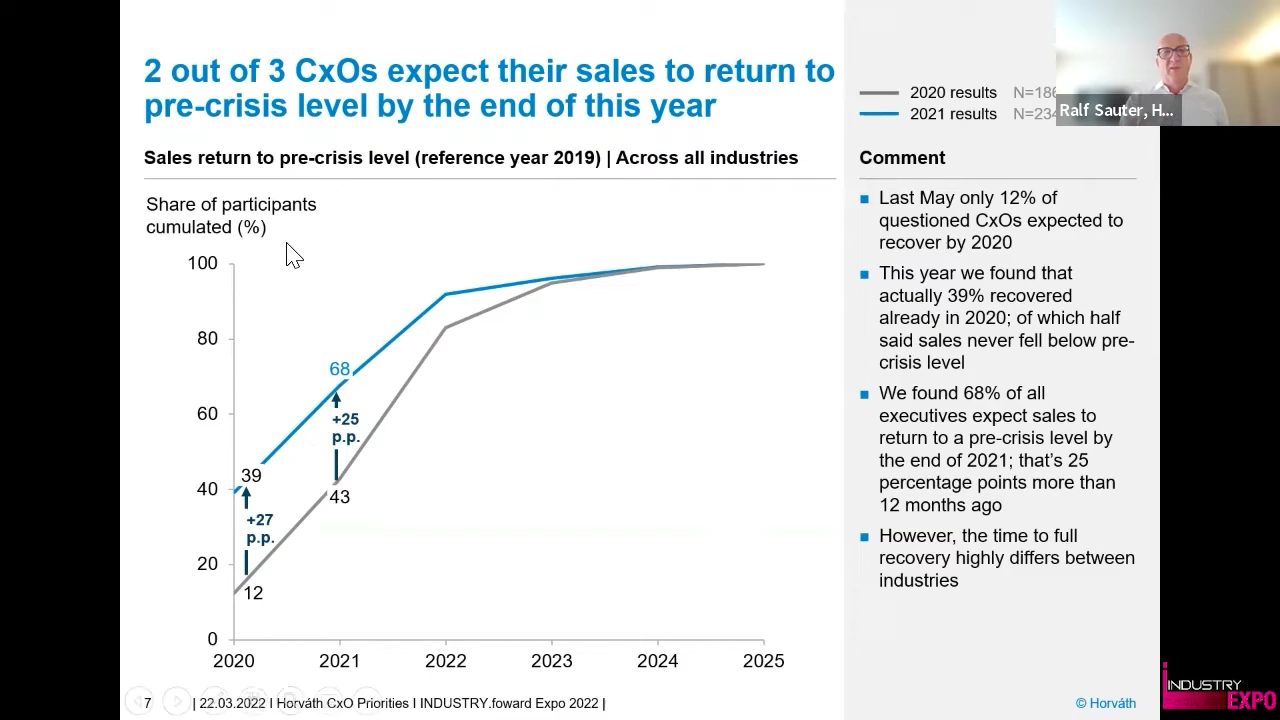 2 out of 3 CxOs expect their sales to return to
pre-crisis level by the end of this year
2020 results N=186
2021 results N=234
Ralf Sauter, H...
Sales return to pre-crisis level (reference year 2019) | Across all industries
Share of participants
cumulated (%)
100
80
60
40
20
0
68
+25
p.p.
43
39
+27
p.p.
12
2020 2021 2022 2023 2024 2025
Comment
Last May only 12% of
questioned CxOs expected to
recover by 2020
This year we found that
actually 39% recovered
already in 2020; of which half
said sales never fell below pre-
crisis level
We found 68% of all
executives expect sales to
return to a pre-crisis level by
the end of 2021; that's 25
percentage points more than
12 months ago
However, the time to full
recovery highly differs between
industries
7 | 22.03.2022 I Horváth CxO Priorities I INDUSTRY.foward Expo 2022 |
© Horváth
INDUSTRY
EXPO